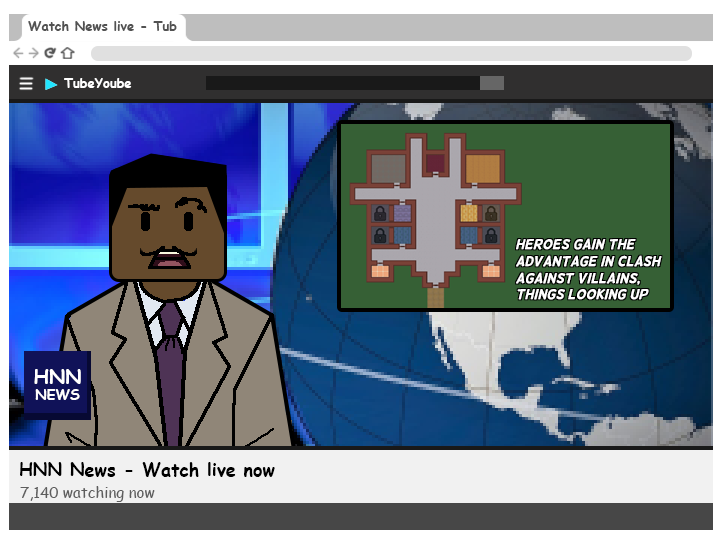 Watch News live - Tub
TubeYoube
HEROES GAIN THE
ADVANTAGE IN CLASH
AGAINST VILLAINS,
THINGS LOOKING UP
HNN
NEWS
HNN News - Watch live now
7,140 watching now